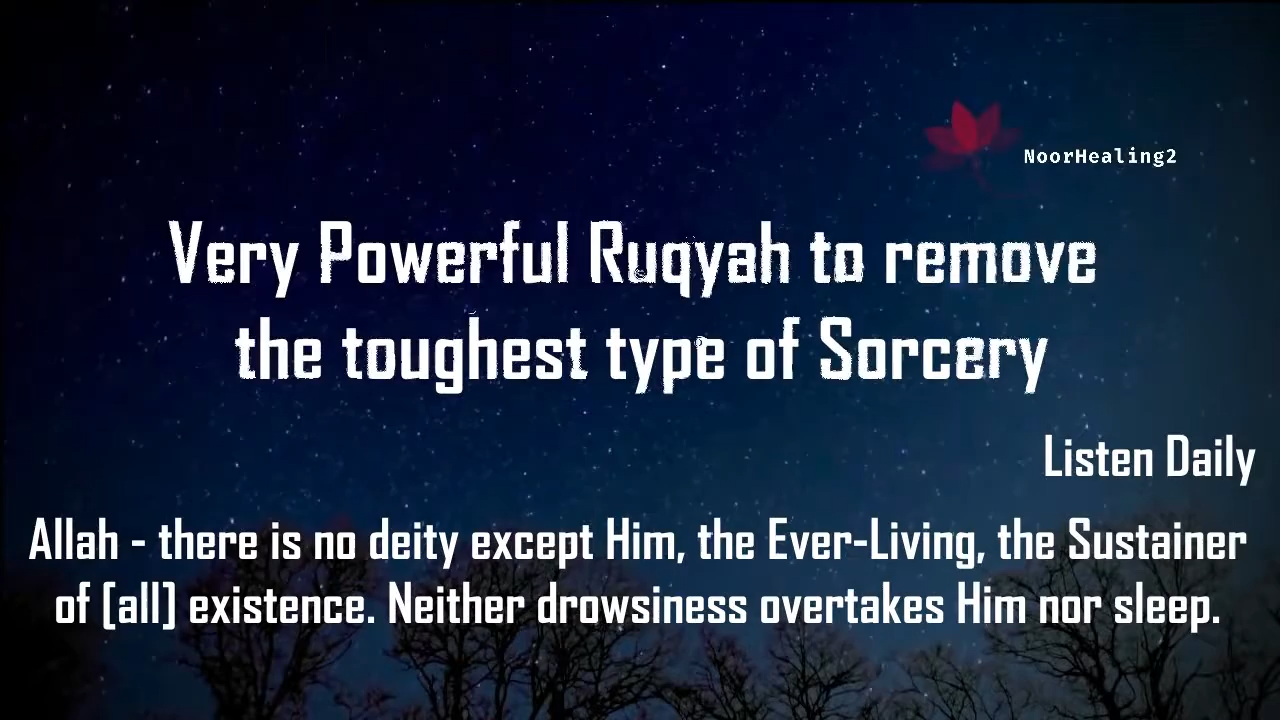 NoorHealing2
Very Powerful Ruqyah to remove
the toughest type of Sorcery
Listen Daily
Allah - there is no deity except Him, the Ever-Living, the Sustainer
of [all] existence. Neither drowsiness overtakes Him nor sleep.